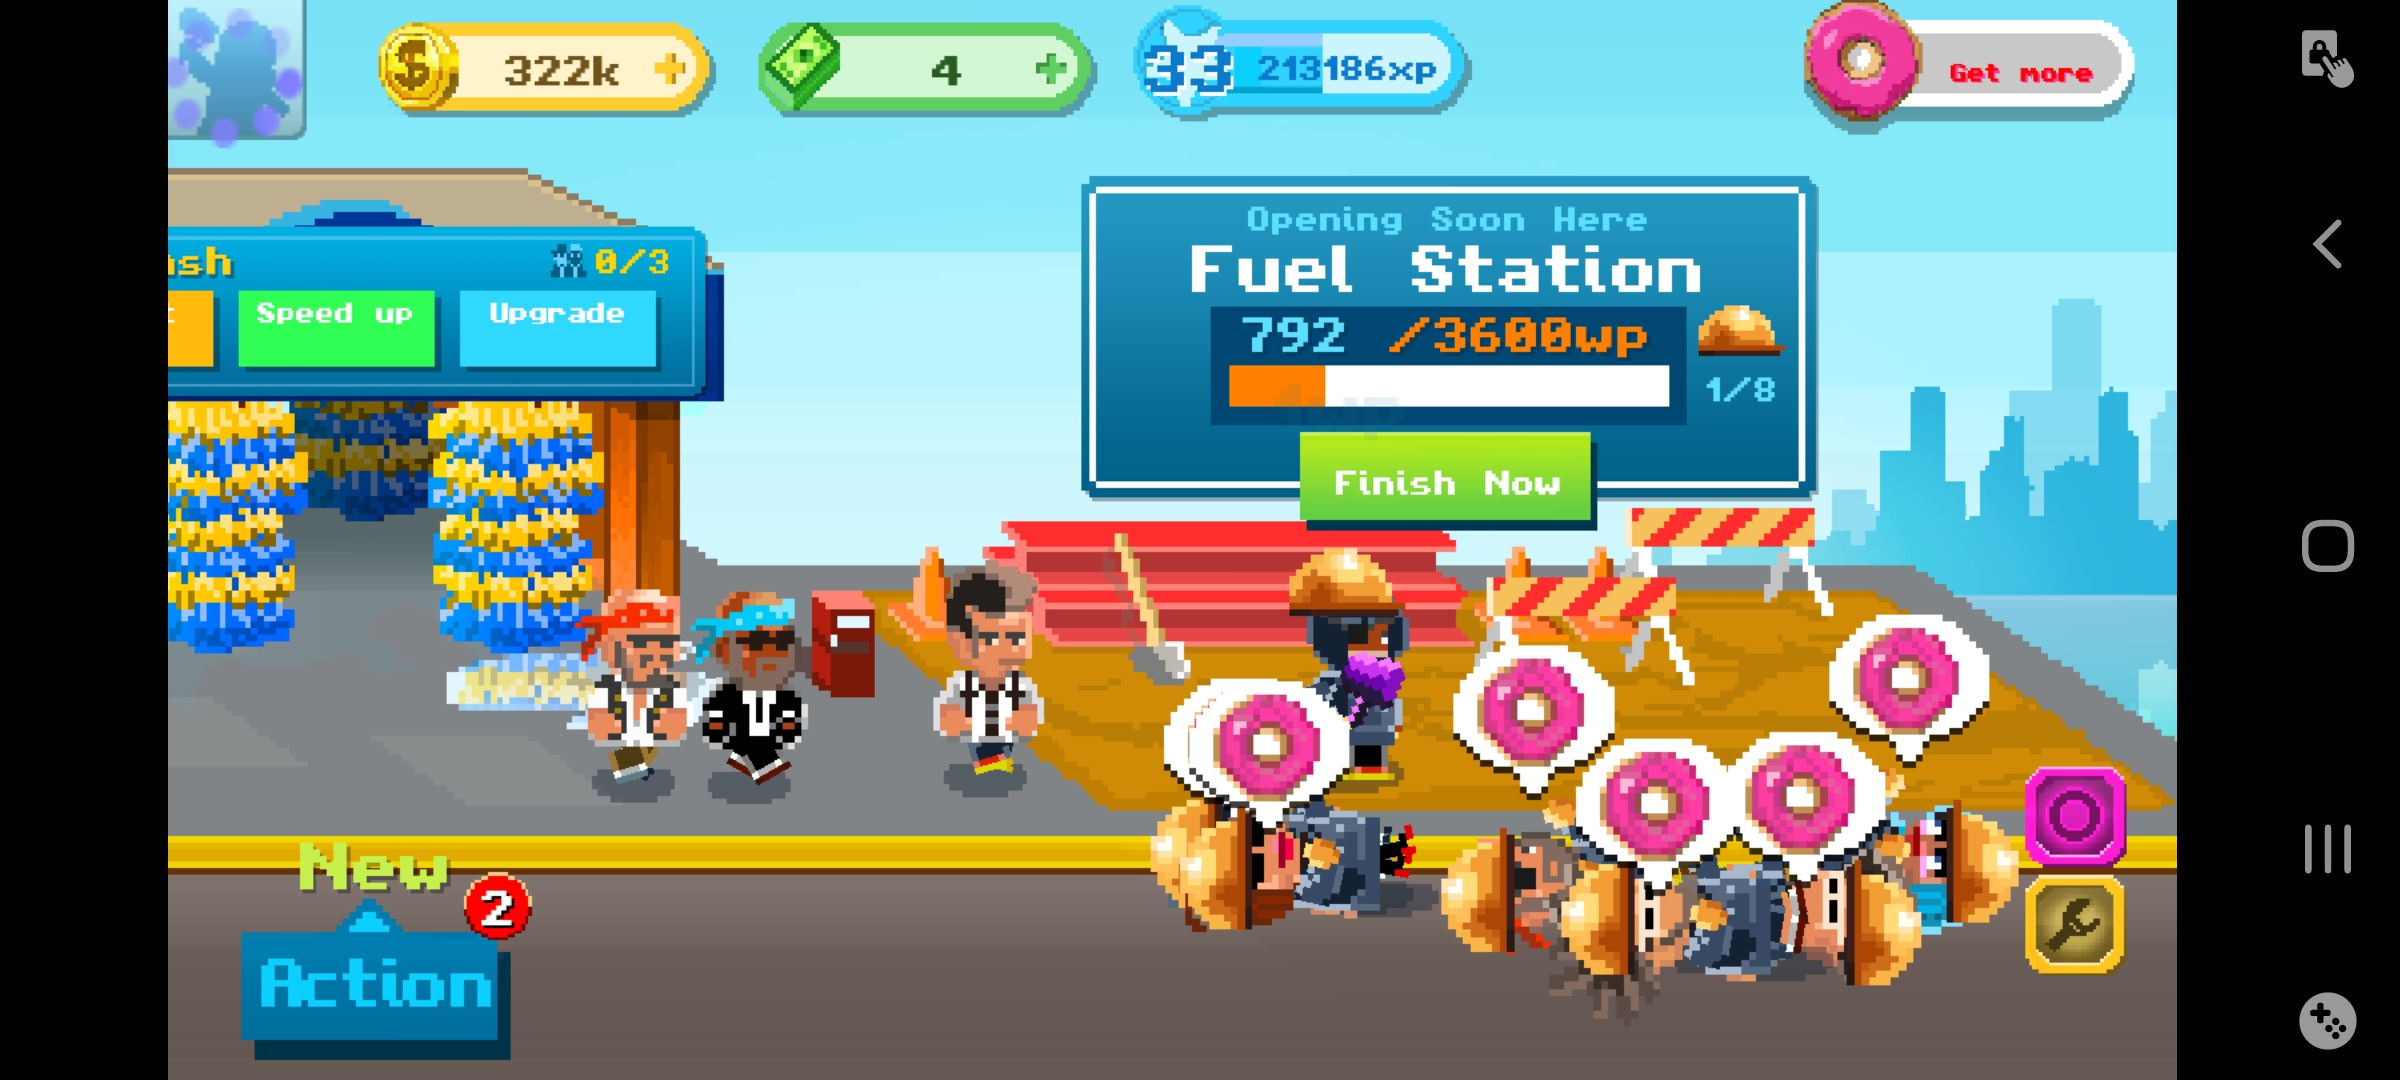 322k
4
33
213186xp
Get more
Opening Soon Here
Fuel Station
792 /3600wp
1/8
Finish Now
0/3
Speed up
Upgrade
New
2
Action